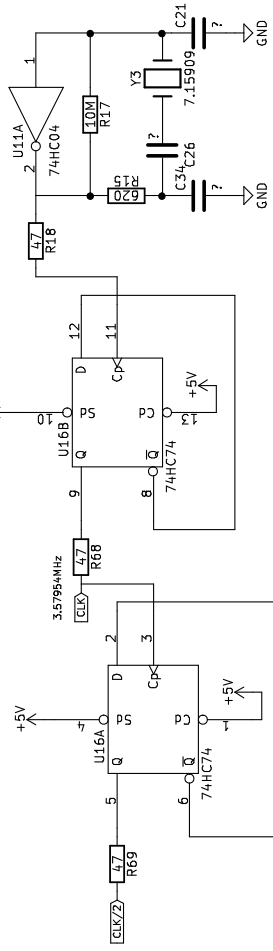 C21
?
GND
Y3
7.15909
1
U11A
74HC04
2
10M
R17
?
C26
620
R15
C34
?
GND
47
R18
12
11
D
Cp
10
Sd
U16B
Cd
13
+5V
Q
Q
74HC74
9
8
47
R68
3.57954MHz
CLK
2
3
D
Cp
+5V
4
Sd
U16A
Cd
1
+5V
Q
Q
74HC74
5
6
47
R69
CLK/2